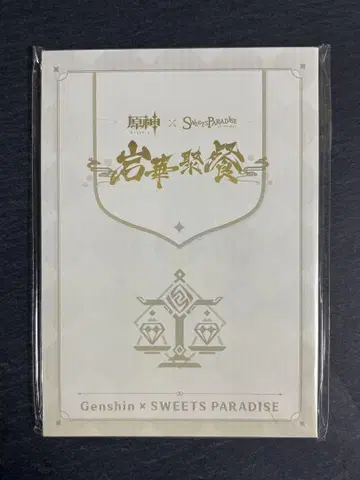 原神 × SWEETS PARADISE
岩華聚餐
Genshin × SWEETS PARADISE